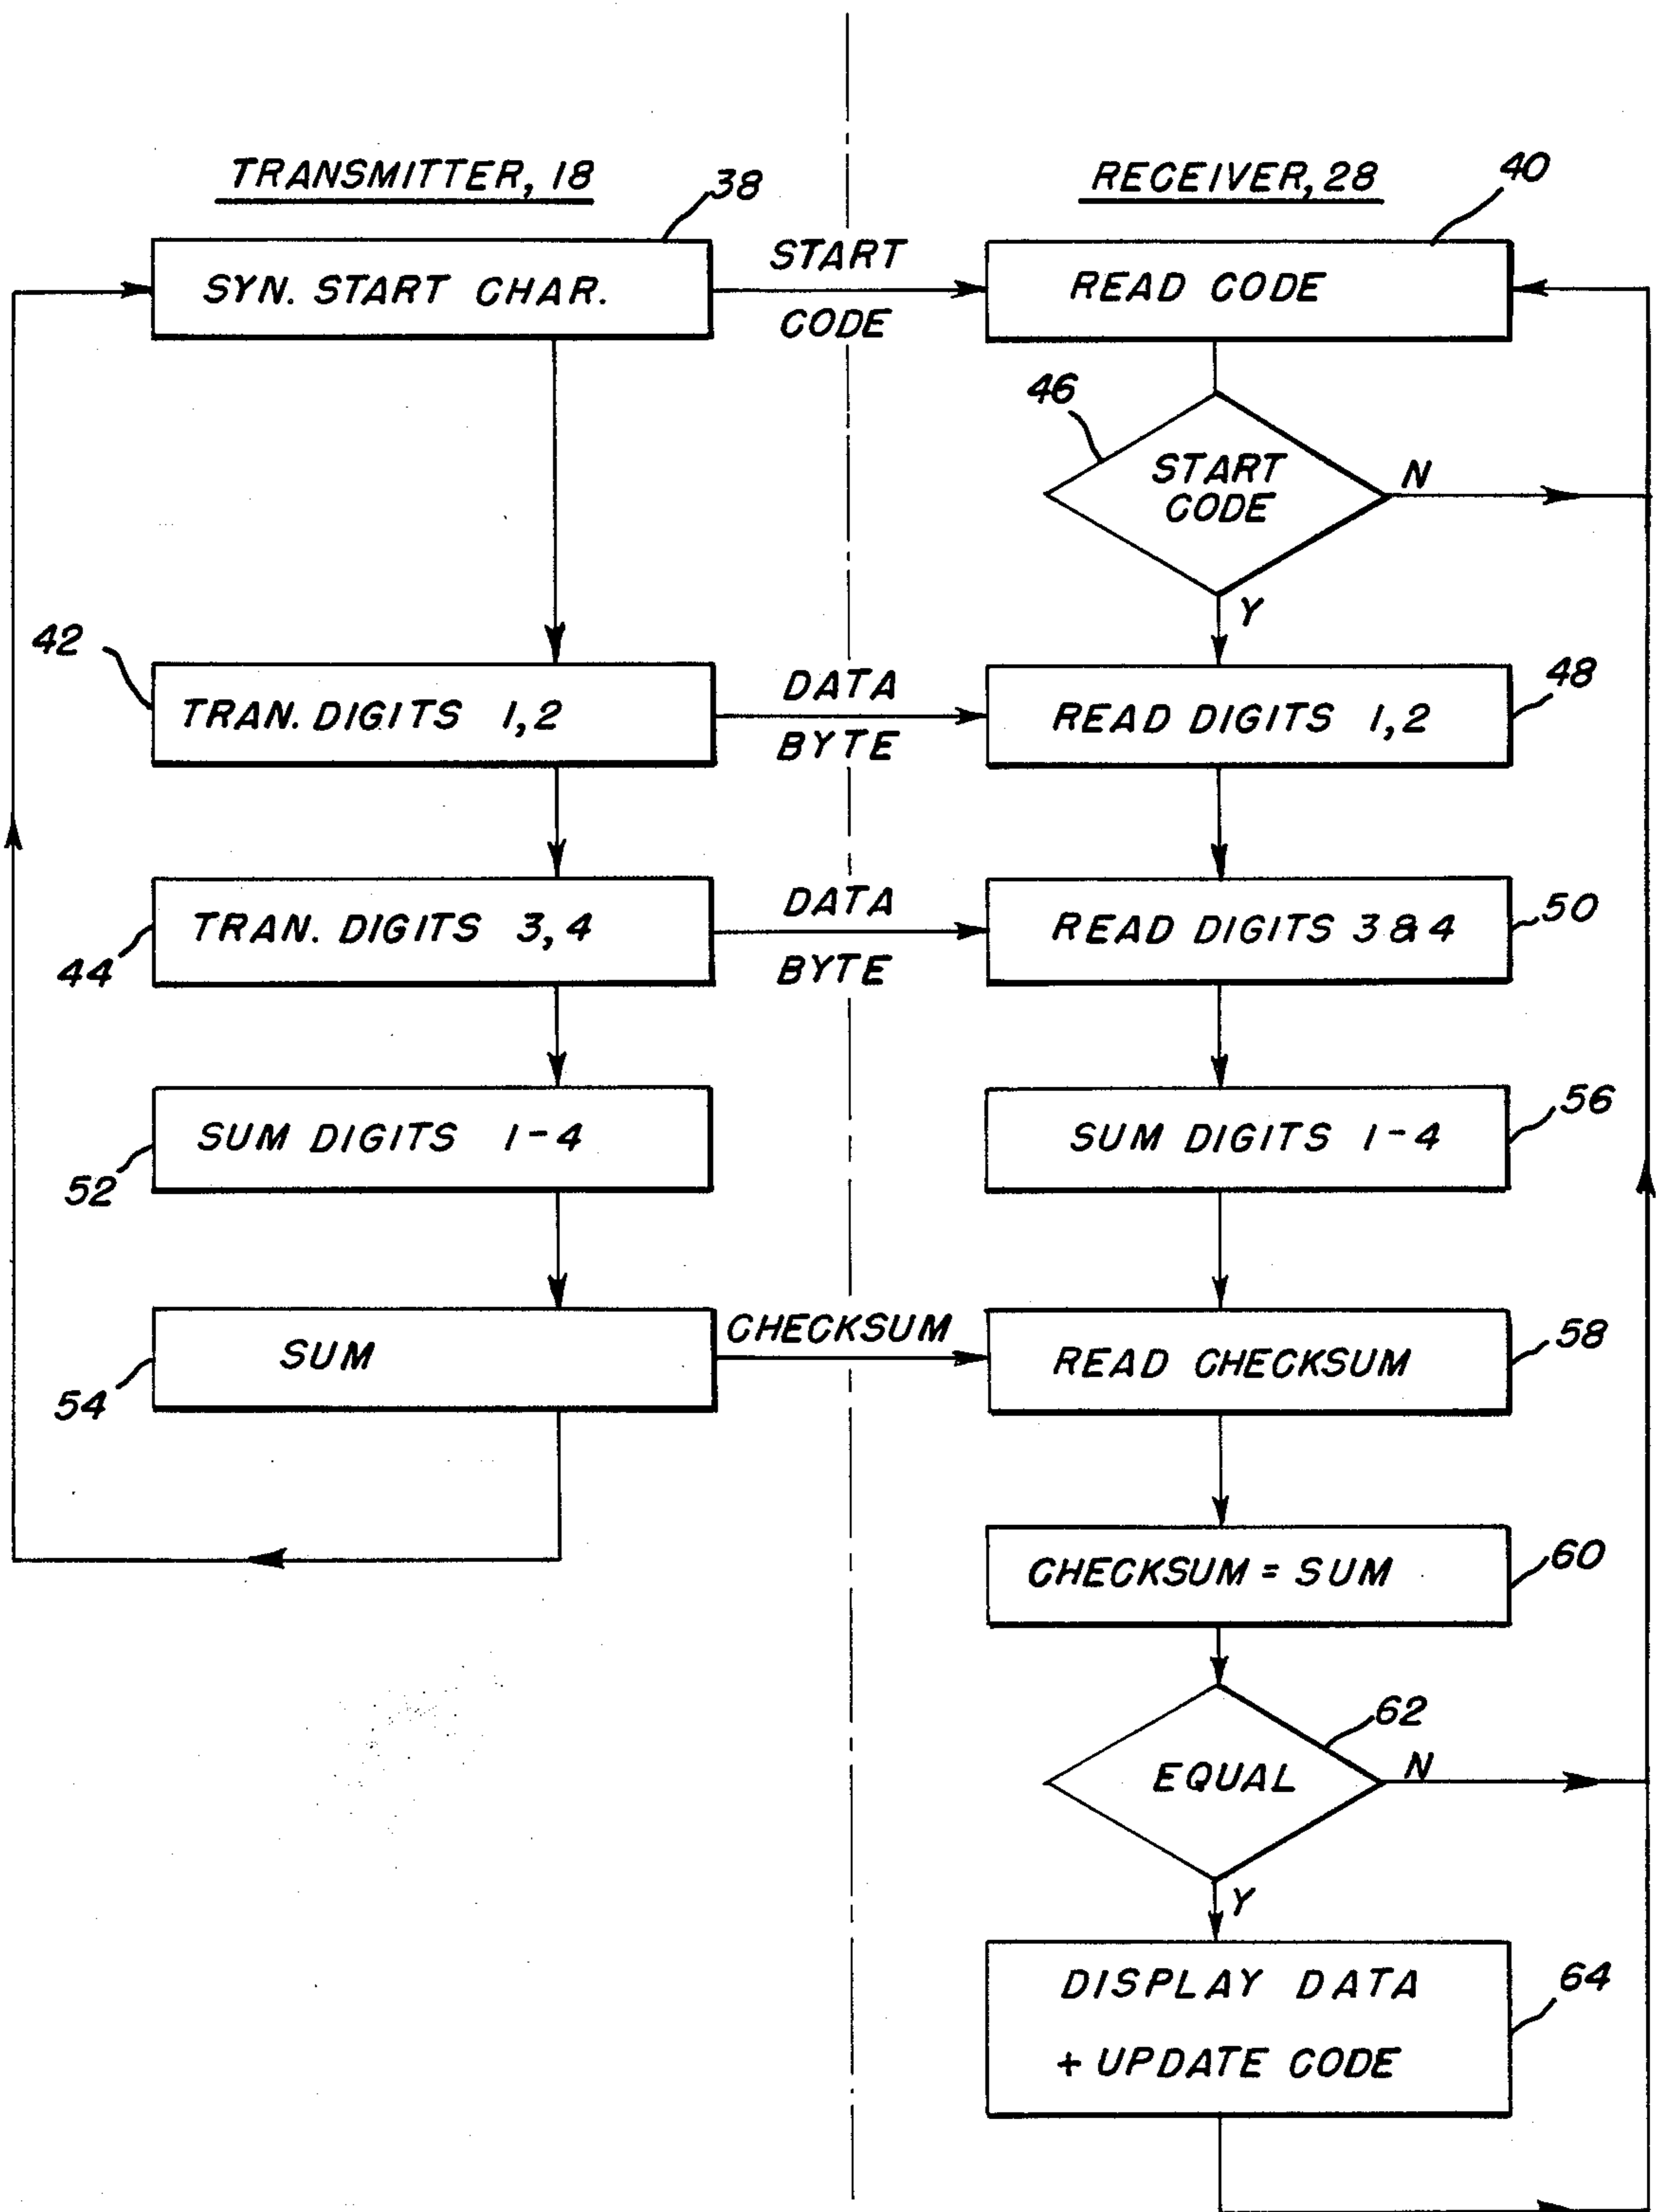 TRANSMITTER, 18
RECEIVER, 28
38
40
SYN. START CHAR.
START
CODE
READ CODE
46
START
CODE
N
Y
42
TRAN. DIGITS 1,2
DATA
BYTE
READ DIGITS 1,2
48
44
TRAN. DIGITS 3,4
DATA
BYTE
READ DIGITS 3 & 4
50
52
SUM DIGITS 1-4
SUM DIGITS 1-4
56
54
SUM
CHECKSUM
READ CHECKSUM
58
CHECKSUM = SUM
60
62
EQUAL
N
Y
DISPLAY DATA
+ UPDATE CODE
64